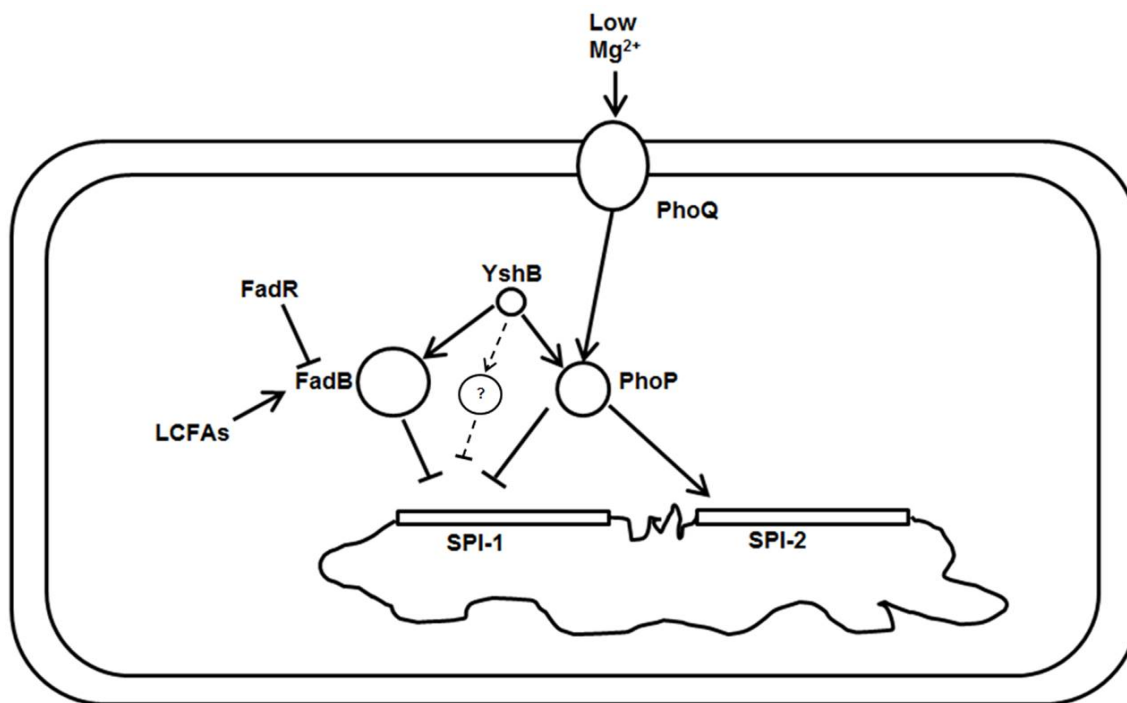 Low
Mg²⁺
PhoQ
YshB
FadR
FadB
?
PhoP
LCFAs
SPI-1
SPI-2